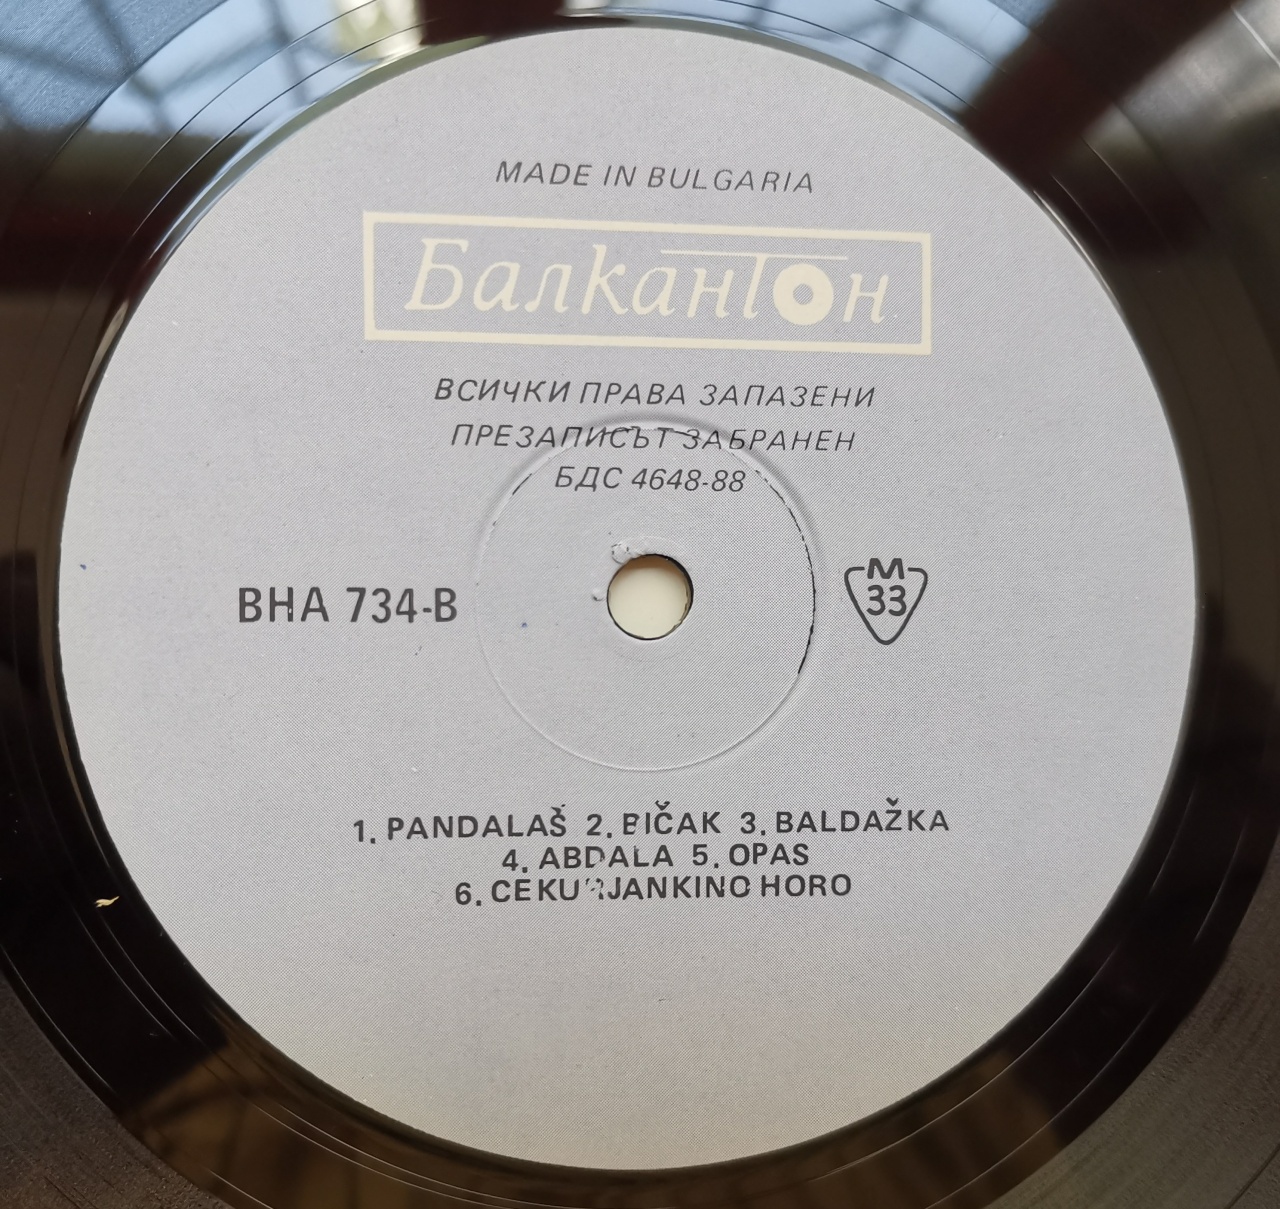 MADE IN BULGARIA
Балкантон
ВСИЧКИ ПРАВА ЗАПАЗЕНИ
ПРЕЗАПИСЪТ ЗАБРАНЕН
БДС 4648-88
ВНА 734-В
М
33
1. PANDALAŠ 2. BIČAK 3. BALDAŽKA
4. ABDALA 5. OPAS
6. HORO